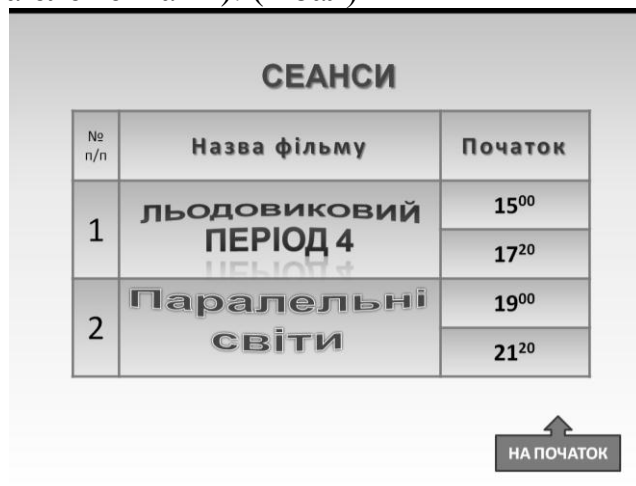 СЕАНСИ
№ п/п
Назва фільму
Початок
1
ЛЬОДОВИКОВИЙ
ПЕРІОД 4
15⁰⁰
17²⁰
2
Паралельні
світи
19⁰⁰
21²⁰
НА ПОЧАТОК